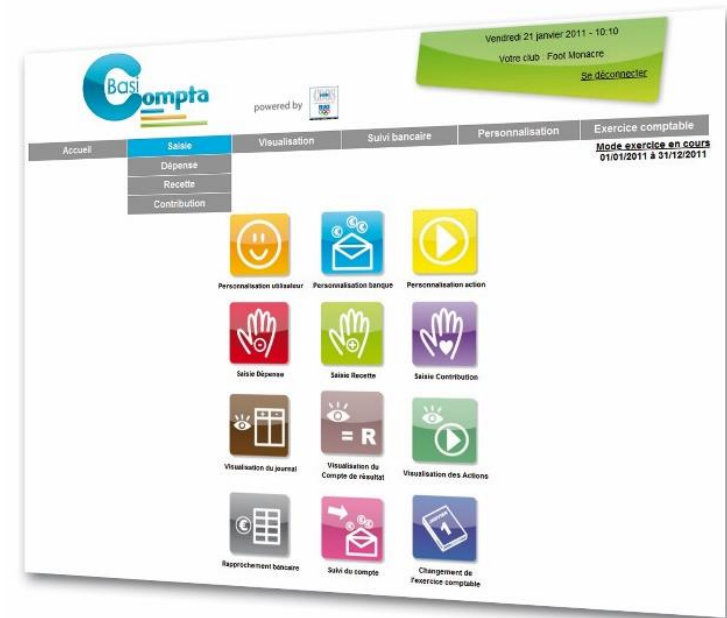 Vendredi 21 janvier 2011 - 10:10
Votre club : Foot Monacre
Se déconnecter
Basi Compta
powered by
Accueil
Saisie
Visualisation
Suivi bancaire
Personnalisation
Exercice comptable
Dépense
Recette
Contribution
Mode exercice en cours
01/01/2011 à 31/12/2011
Personnalisation utilisateur
Personnalisation banque
Personnalisation action
Saisie Dépense
Saisie Recette
Saisie Contribution
= R
Visualisation du journal
Visualisation du
Compte de résultat
Visualisation des Actions
1
Rapprochement bancaire
Suivi du compte
Changement de
l'exercice comptable